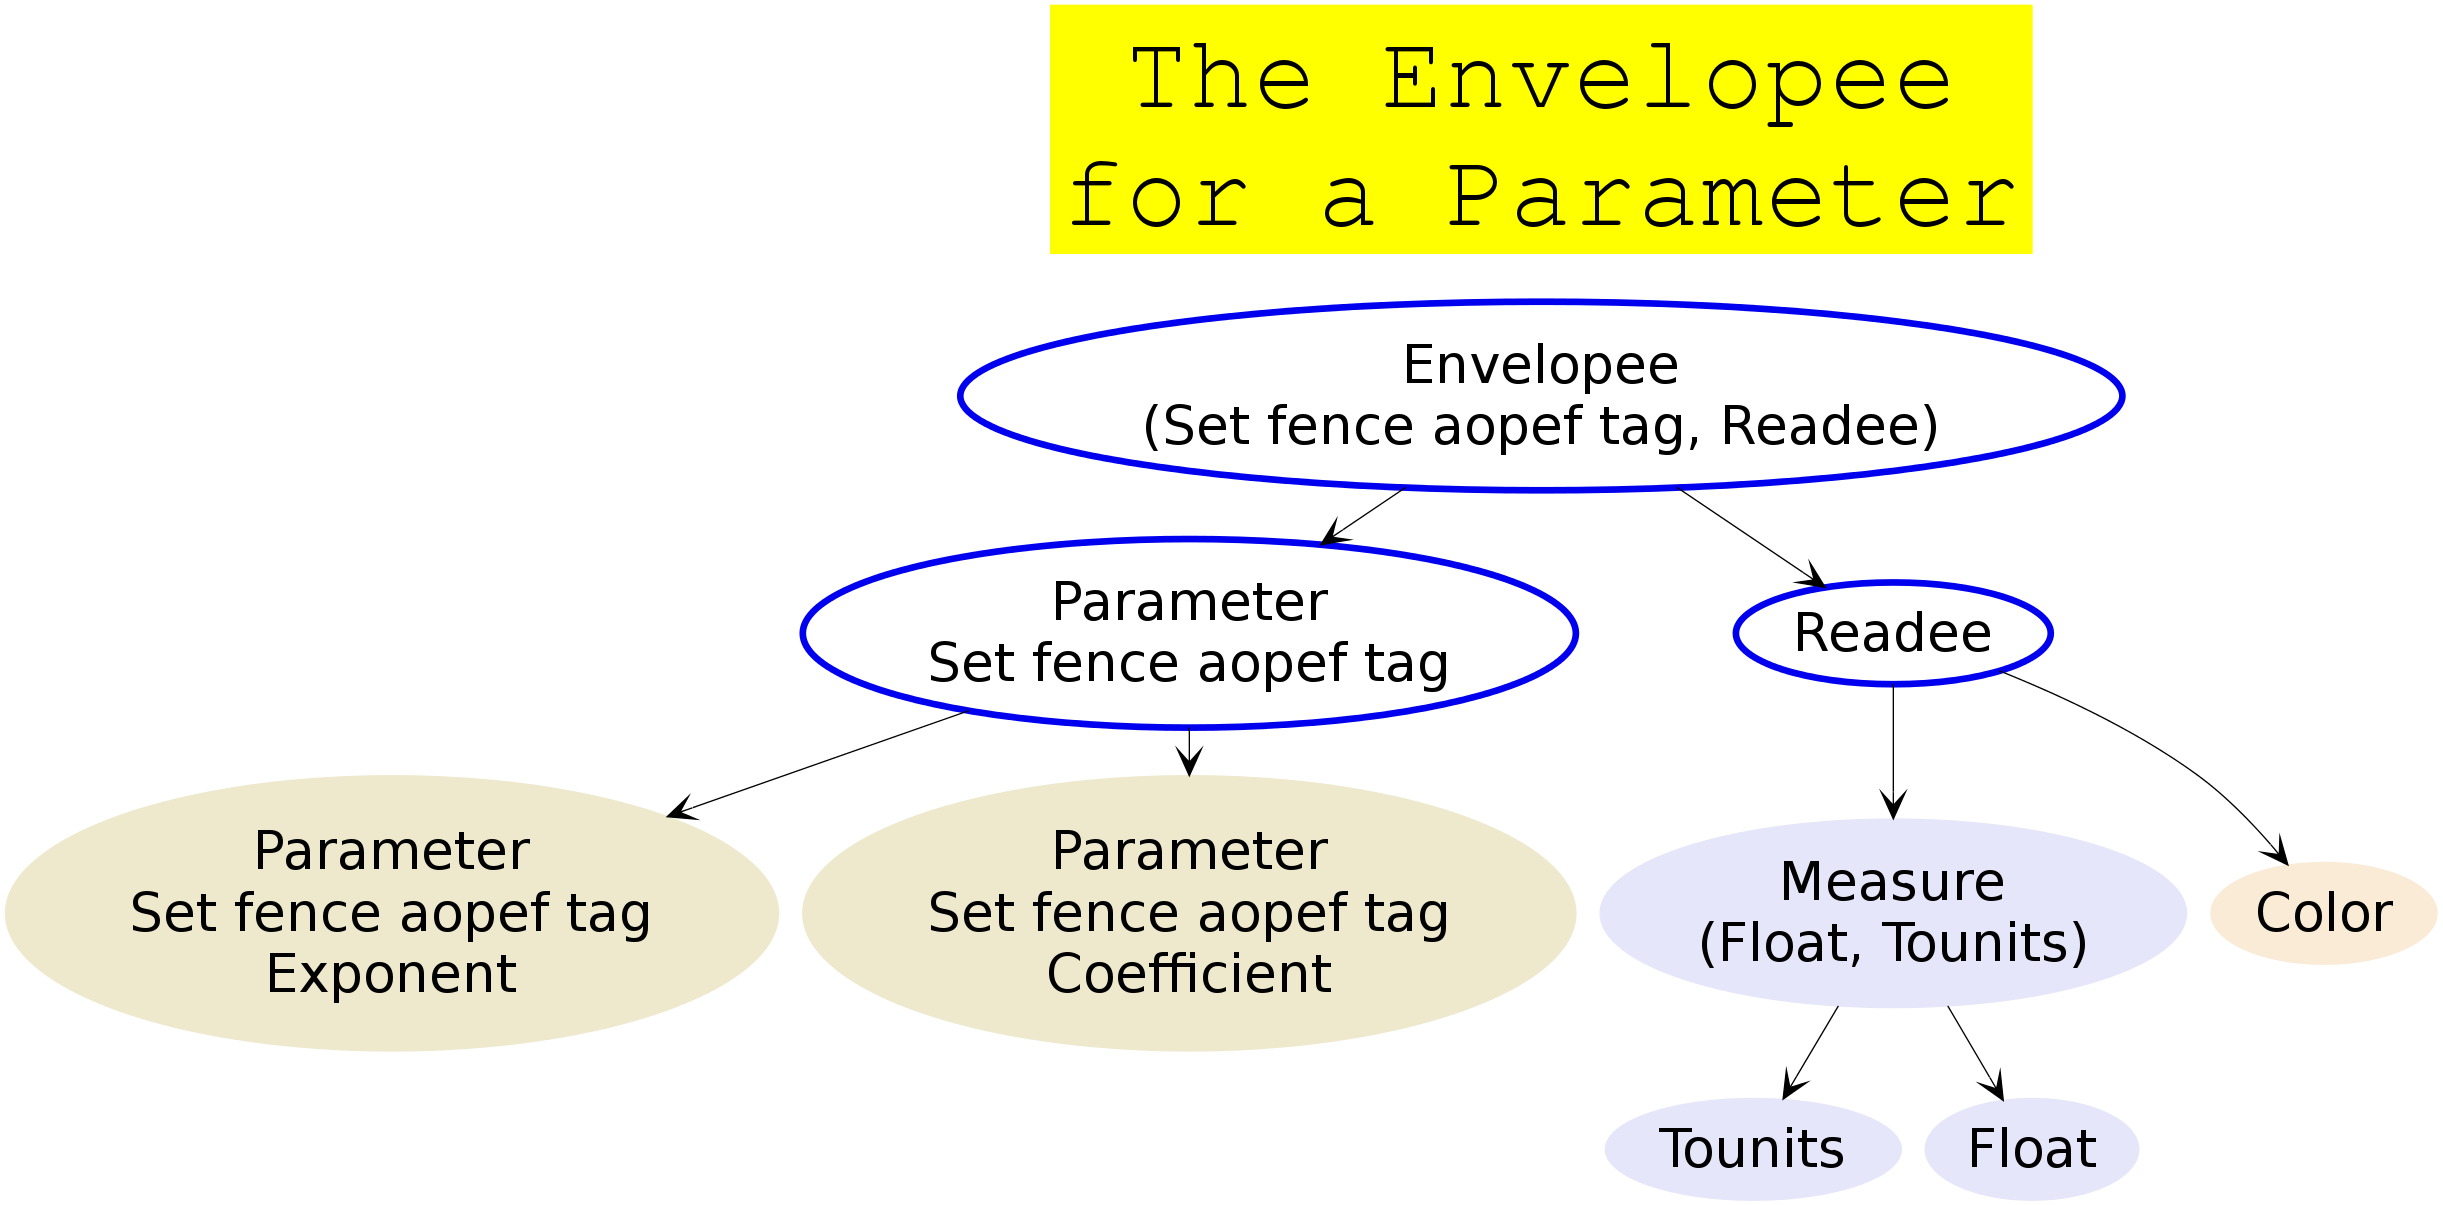 The Envelopee
for a Parameter
Envelopee
(Set fence aopef tag, Readee)
Parameter
Set fence aopef tag
Readee
Parameter
Set fence aopef tag
Exponent
Parameter
Set fence aopef tag
Coefficient
Measure
(Float, Tounits)
Color
Tounits
Float